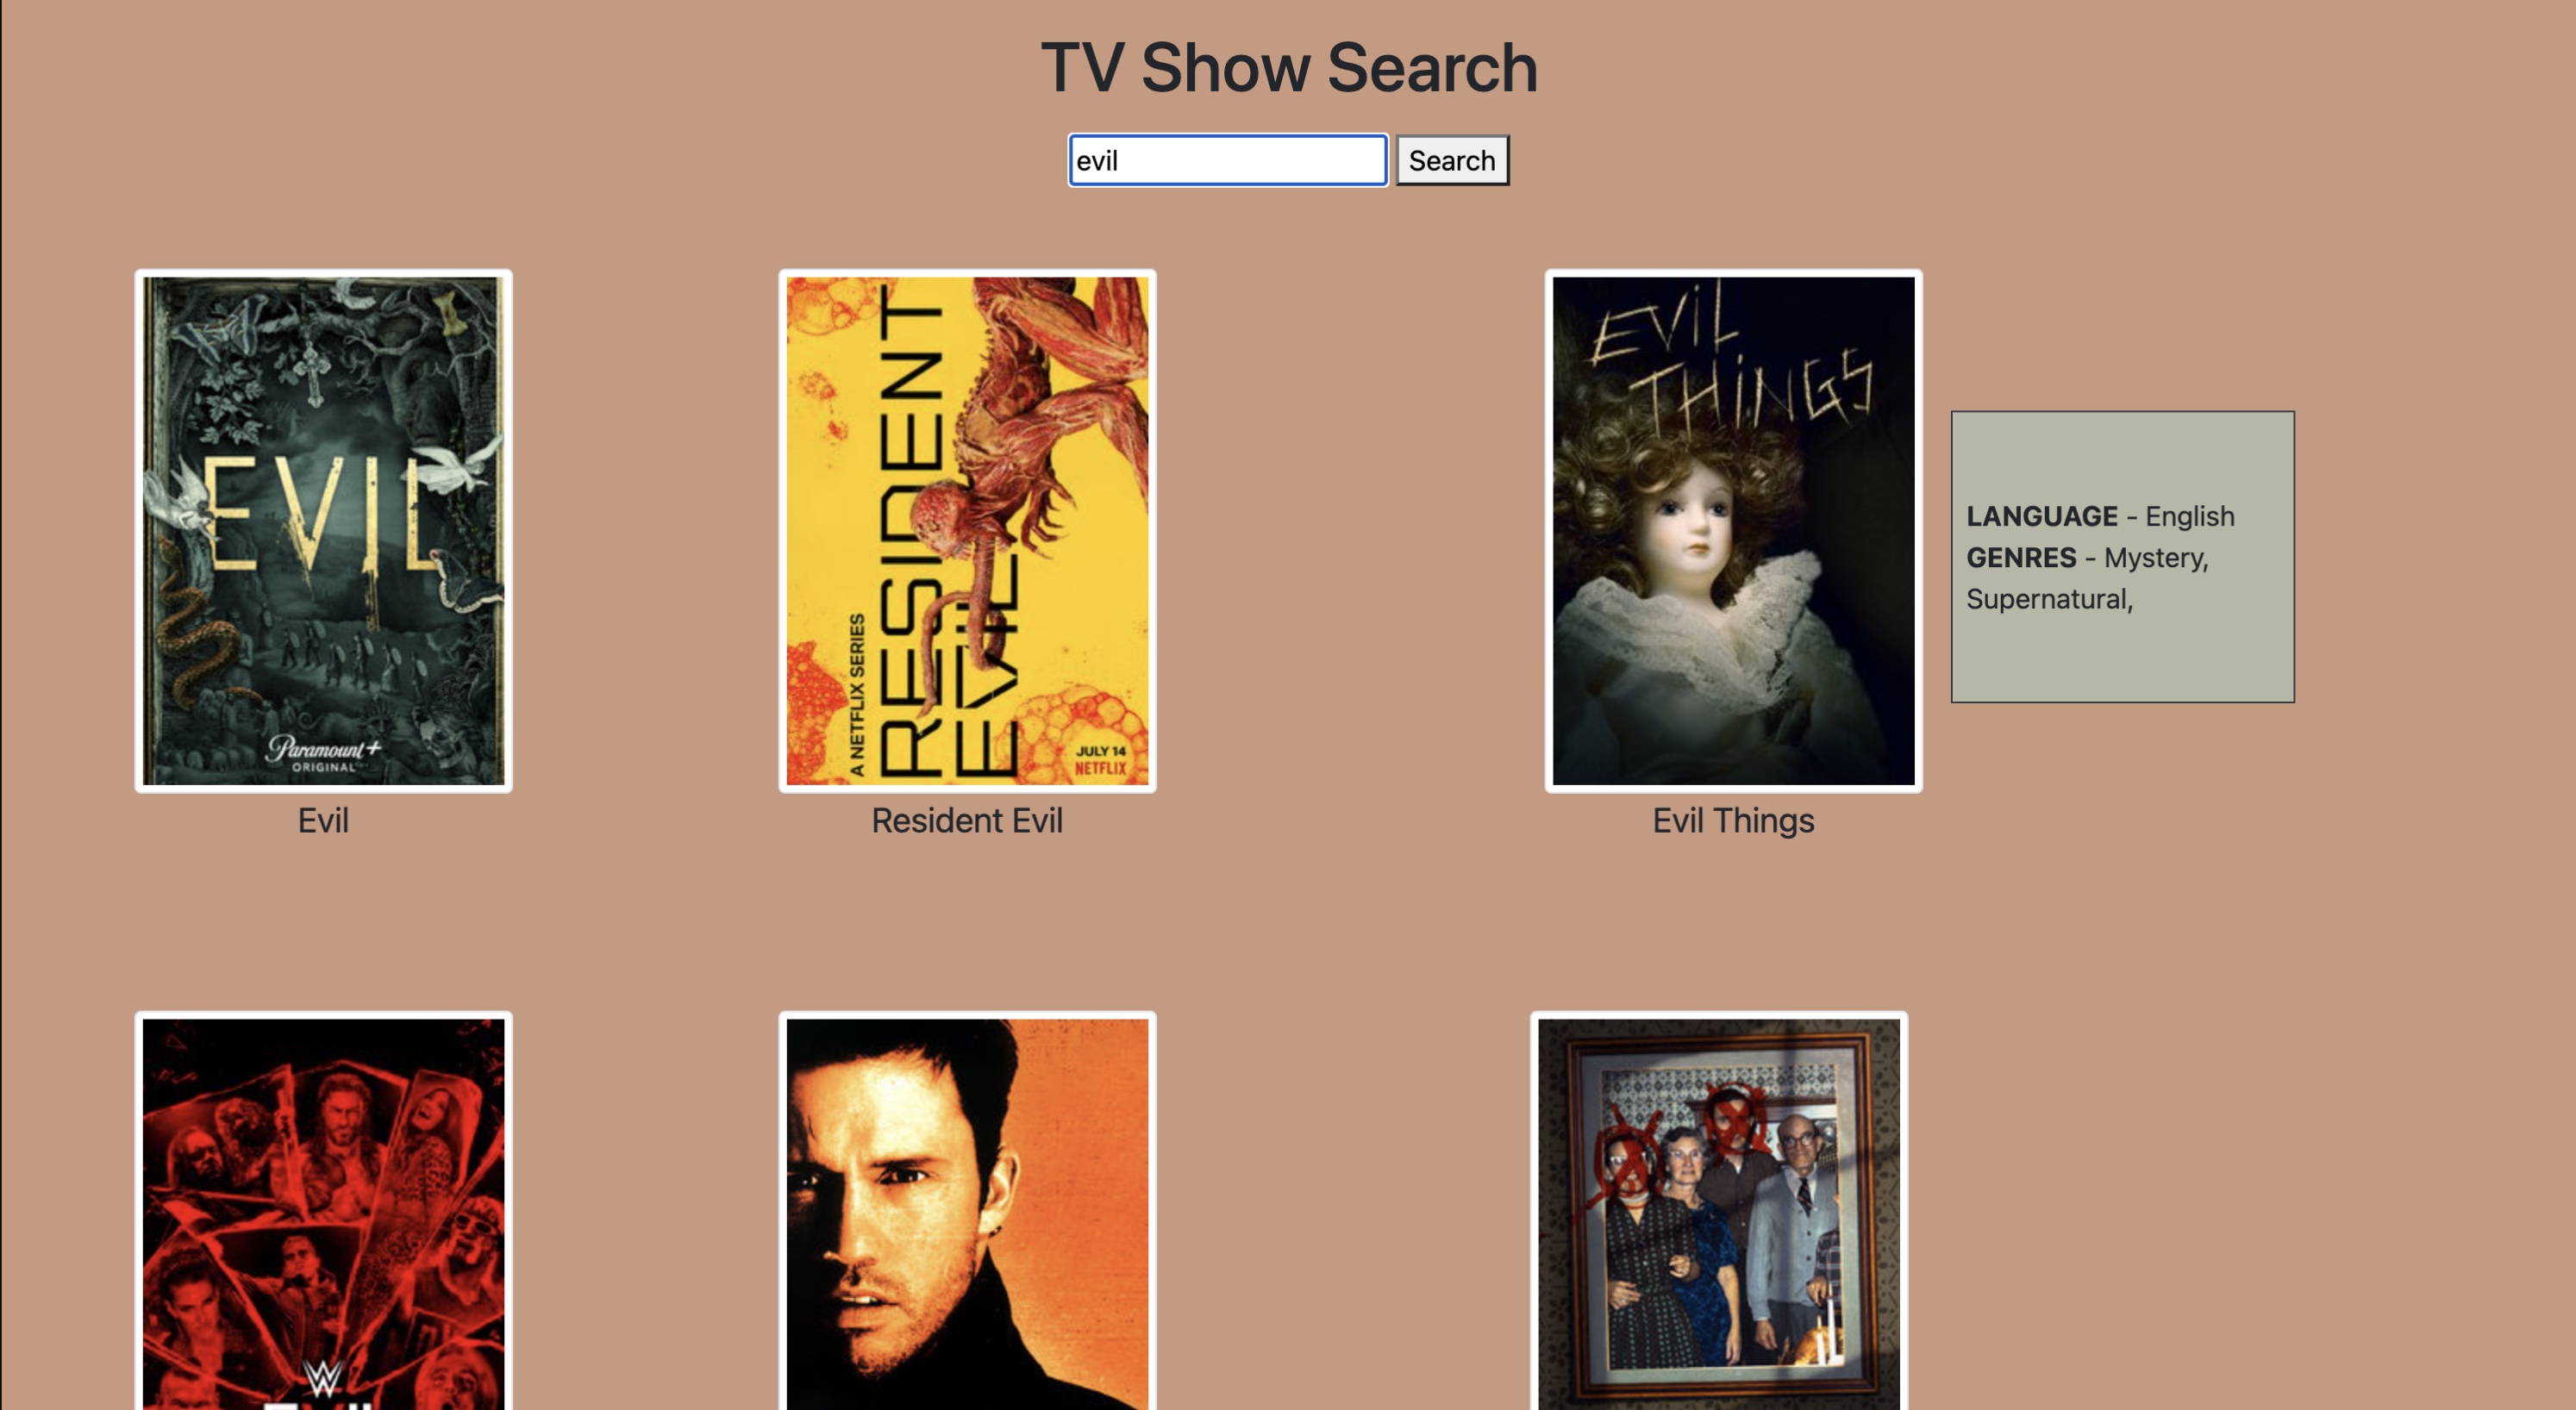 TV Show Search
evil
Search
EVIL
Paramount+
ORIGINAL
Evil
A NETFLIX SERIES
RESIDENT
EVIL
JULY 14
NETFLIX
Resident Evil
EVIL
THINGS
Evil Things
LANGUAGE - English
GENRES - Mystery,
Supernatural,
W